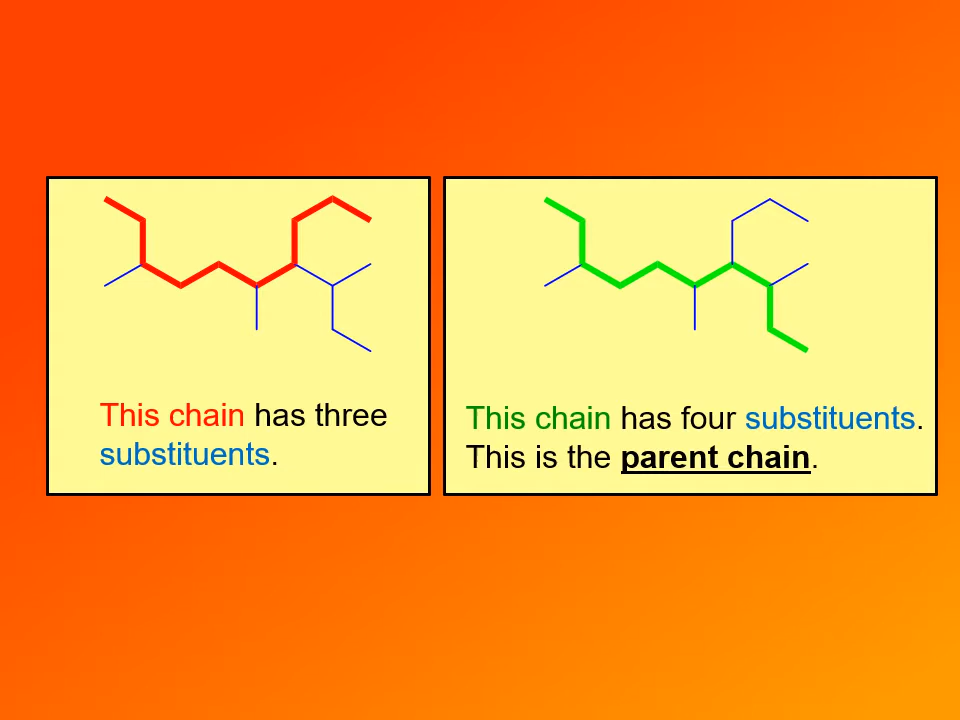 This chain has three
substituents.
This chain has four substituents.
This is the parent chain.